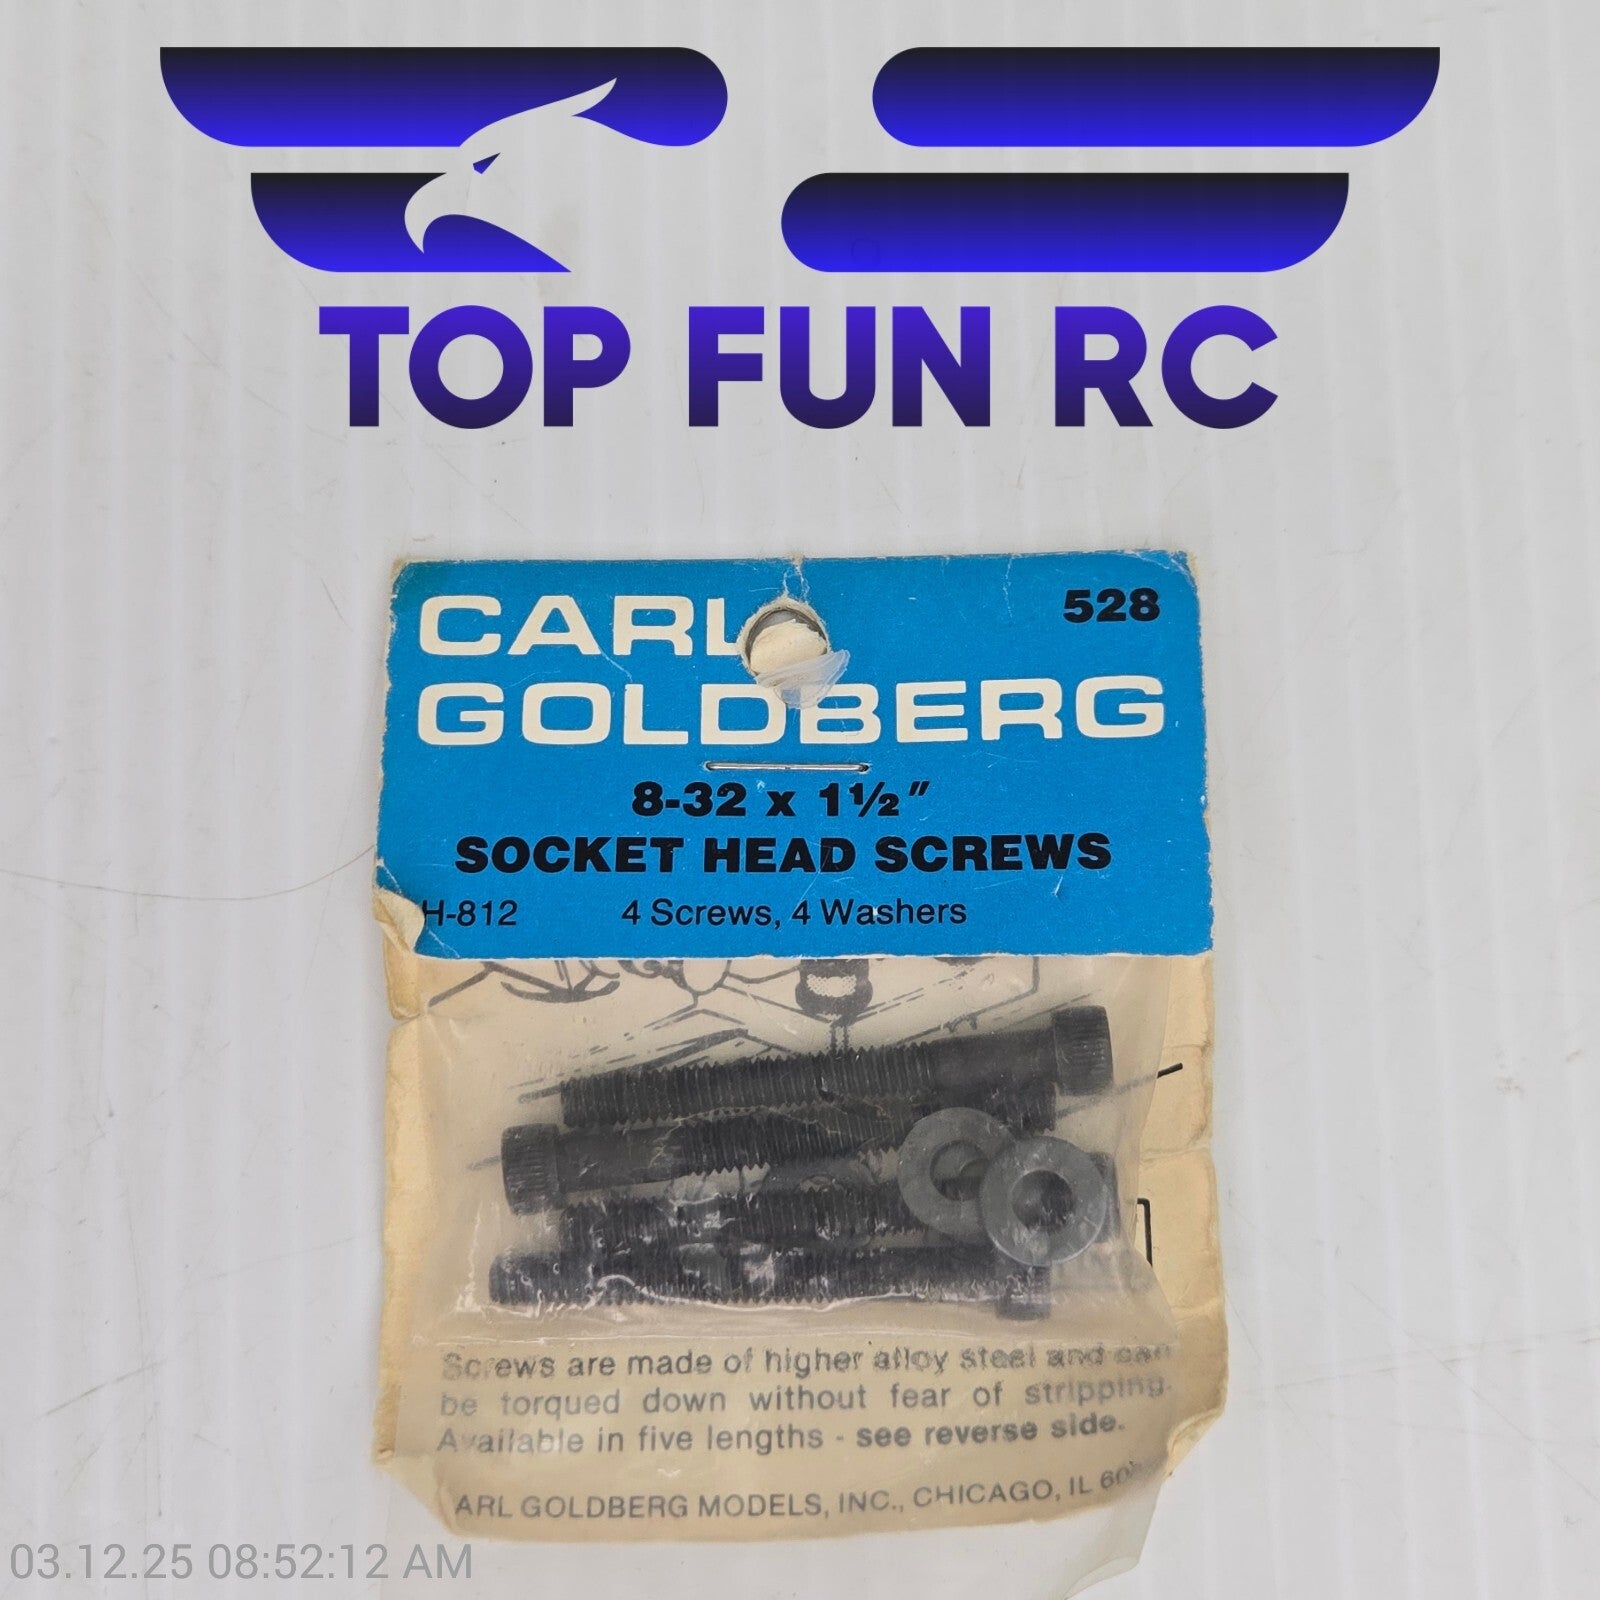 TOP FUN RC
CARL 528
GOLDBERG
8-32 x 1½"
SOCKET HEAD SCREWS
H-812 4 Screws, 4 Washers
Screws are made of higher alloy steel and can
be torqued down without fear of stripping.
Available in five lengths - see reverse side.
ARL GOLDBERG MODELS, INC., CHICAGO, IL
03.12.25 08:52:12 AM